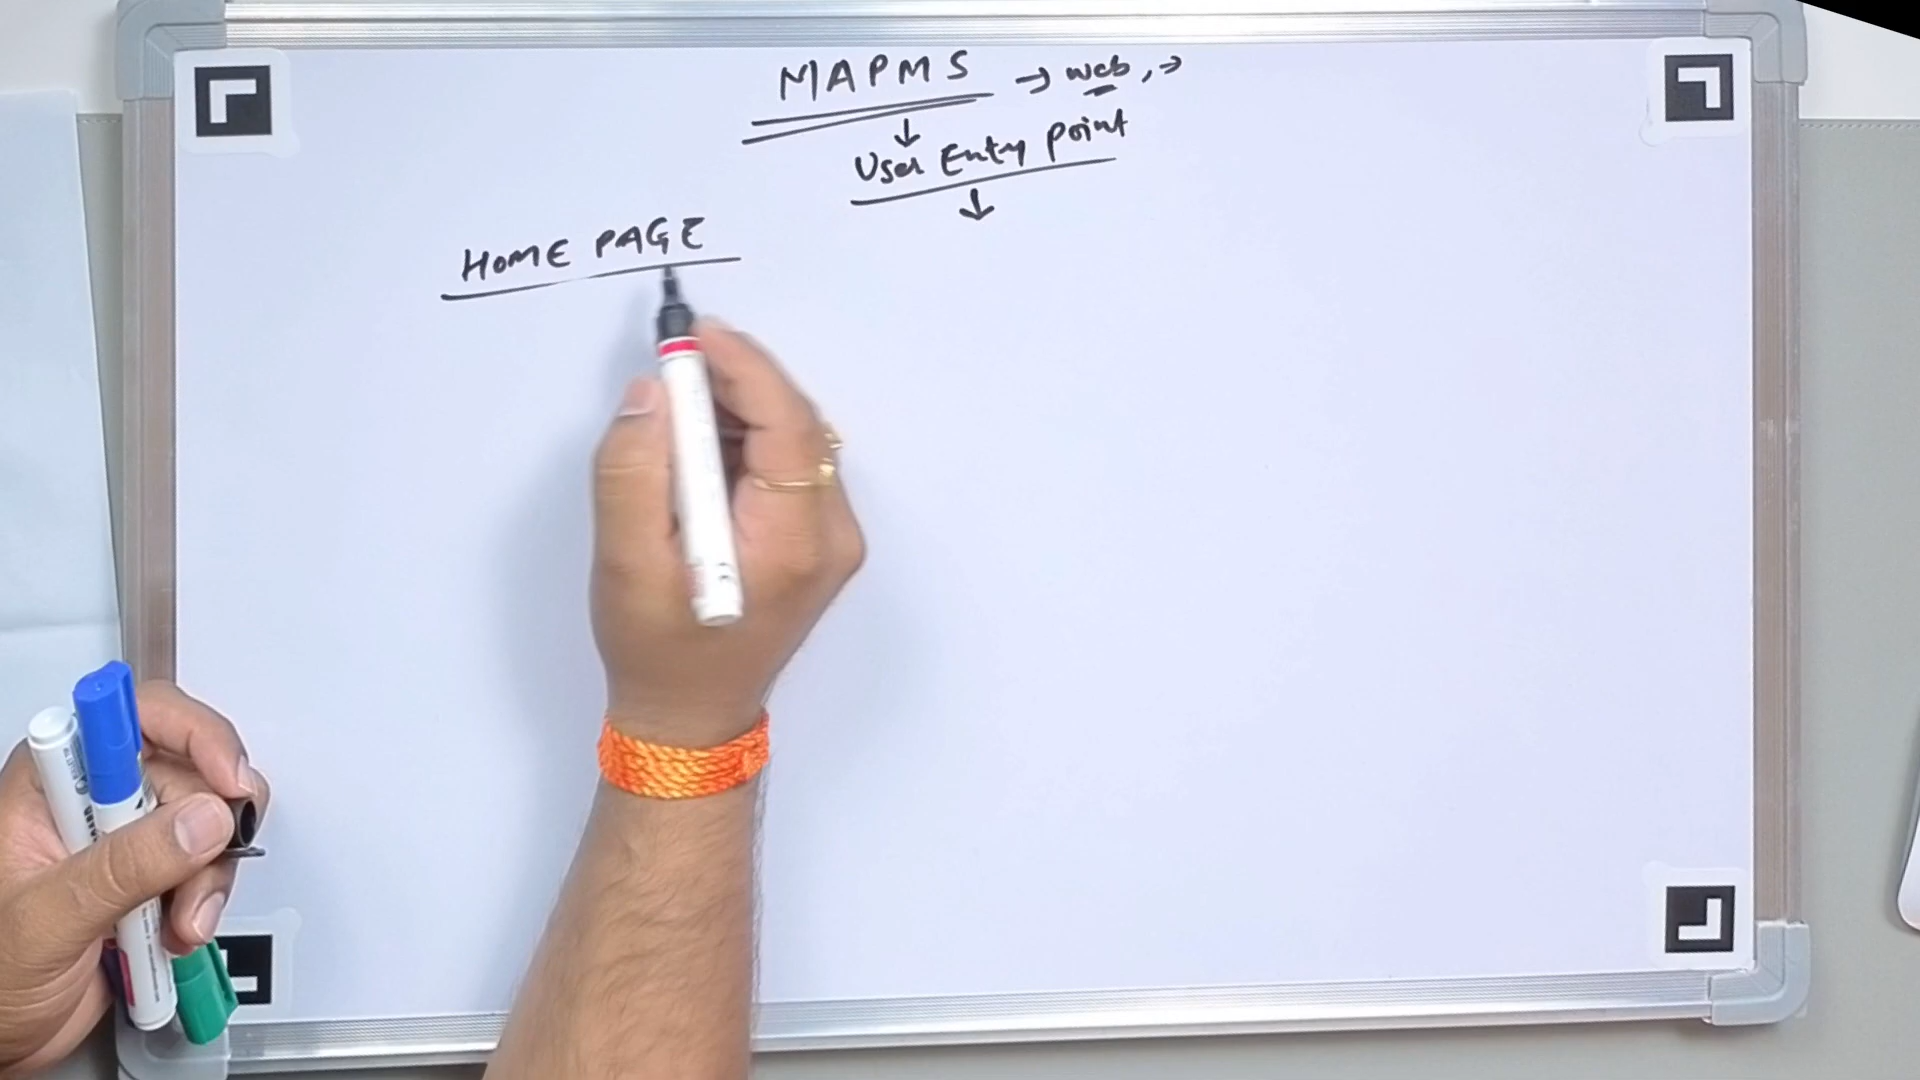 MAPMS → web, →
↓
User Entry Point
↓
HOME PAGE